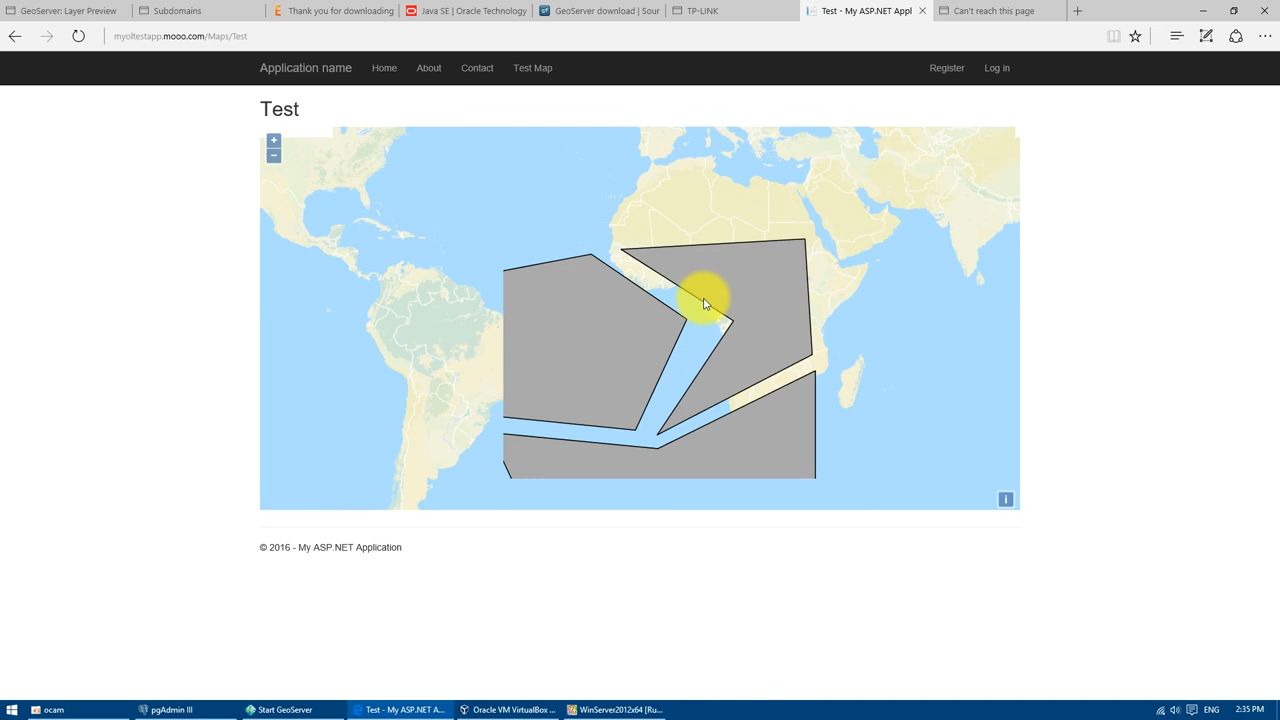 GeoServer: Layer Preview
Subdomains
Thank you for downloading
Java SE | Oracle Technology
GeoServer download | Sour
TP-LINK
Test - My ASP.NET Appl
Can't reach this page
myoltestapp.mooo.com/Maps/Test
Application name
Home
About
Contact
Test Map
Register
Log in
Test
+
−
i
© 2016 - My ASP.NET Application
ocam
pgAdmin III
Start GeoServer
Test - My ASP.NET A...
Oracle VM VirtualBox ...
WinServer2012x64 [Ru...
ENG
2:35 PM